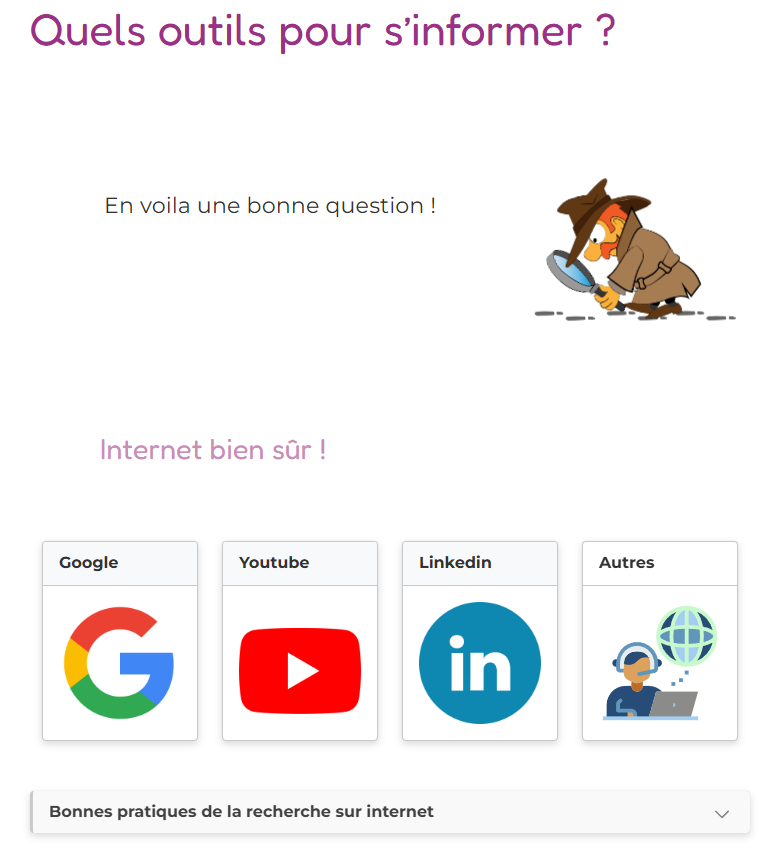 Quels outils pour s’informer ?
En voila une bonne question !
Internet bien sûr !
Google
Youtube
Linkedin
Autres
in
Bonnes pratiques de la recherche sur internet